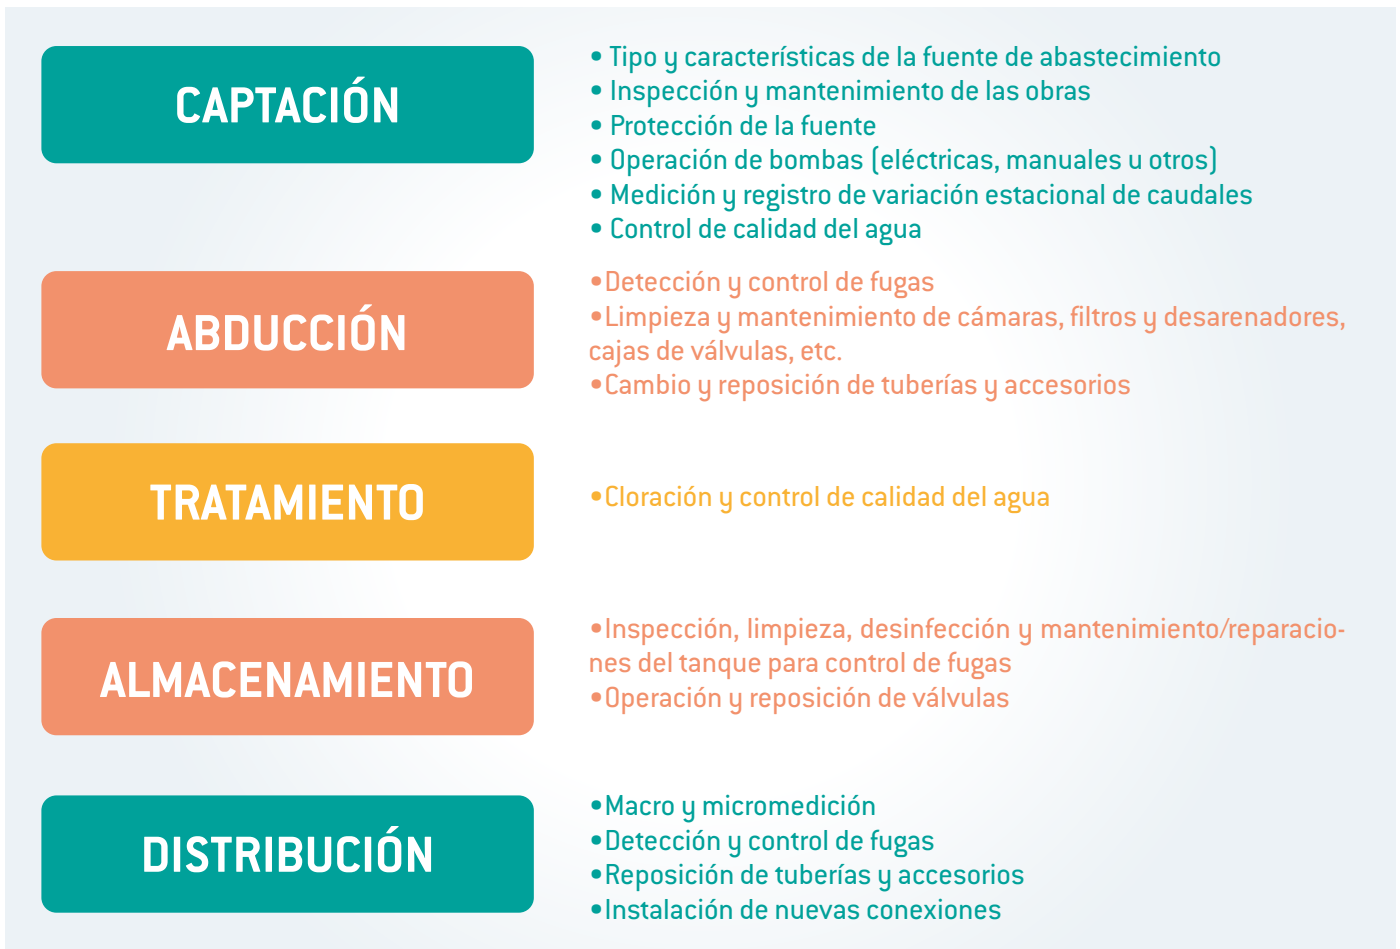 CAPTACIÓN
• Tipo y características de la fuente de abastecimiento
• Inspección y mantenimiento de las obras
• Protección de la fuente
• Operación de bombas (eléctricas, manuales u otros)
• Medición y registro de variación estacional de caudales
• Control de calidad del agua
ABDUCCIÓN
•Detección y control de fugas
•Limpieza y mantenimiento de cámaras, filtros y desarenadores,
cajas de válvulas, etc.
•Cambio y reposición de tuberías y accesorios
TRATAMIENTO
•Cloración y control de calidad del agua
ALMACENAMIENTO
•Inspección, limpieza, desinfección y mantenimiento/reparacio-
nes del tanque para control de fugas
•Operación y reposición de válvulas
DISTRIBUCIÓN
•Macro y micromedición
•Detección y control de fugas
•Reposición de tuberías y accesorios
•Instalación de nuevas conexiones